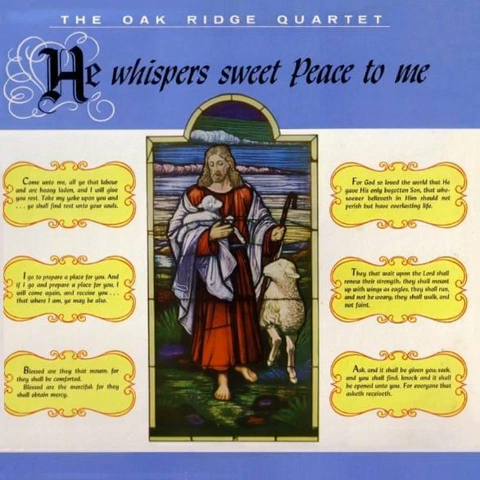 THE OAK RIDGE QUARTET
He whispers sweet Peace to me
Come unto me, all ye that labour
and are heavy laden, and I will give
you rest. Take my yoke upon you and
. . . ye shall find rest unto your souls.
I go to prepare a place for you. And
if I go and prepare a place for you, I
will come again, and receive you . . .
that where I am, ye may be also.
Blessed are they that mourn: for
they shall be comforted.
Blessed are the merciful: for they
shall obtain mercy.
For God so loved the world that He
gave His only begotten Son, that who-
soever believeth in Him should not
perish but have everlasting life.
They that wait upon the Lord shall
renew their strength; they shall mount
up with wings as eagles; they shall run,
and not be weary; they shall walk, and
not faint.
Ask, and it shall be given you; seek,
and you shall find; knock and it shall
be opened unto you. For everyone that
asketh receiveth.